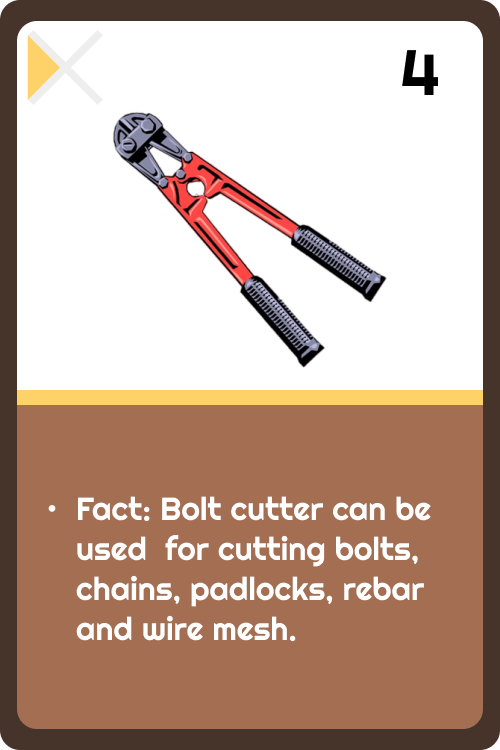 4
• Fact: Bolt cutter can be
used  for cutting bolts,
chains, padlocks, rebar
and wire mesh.